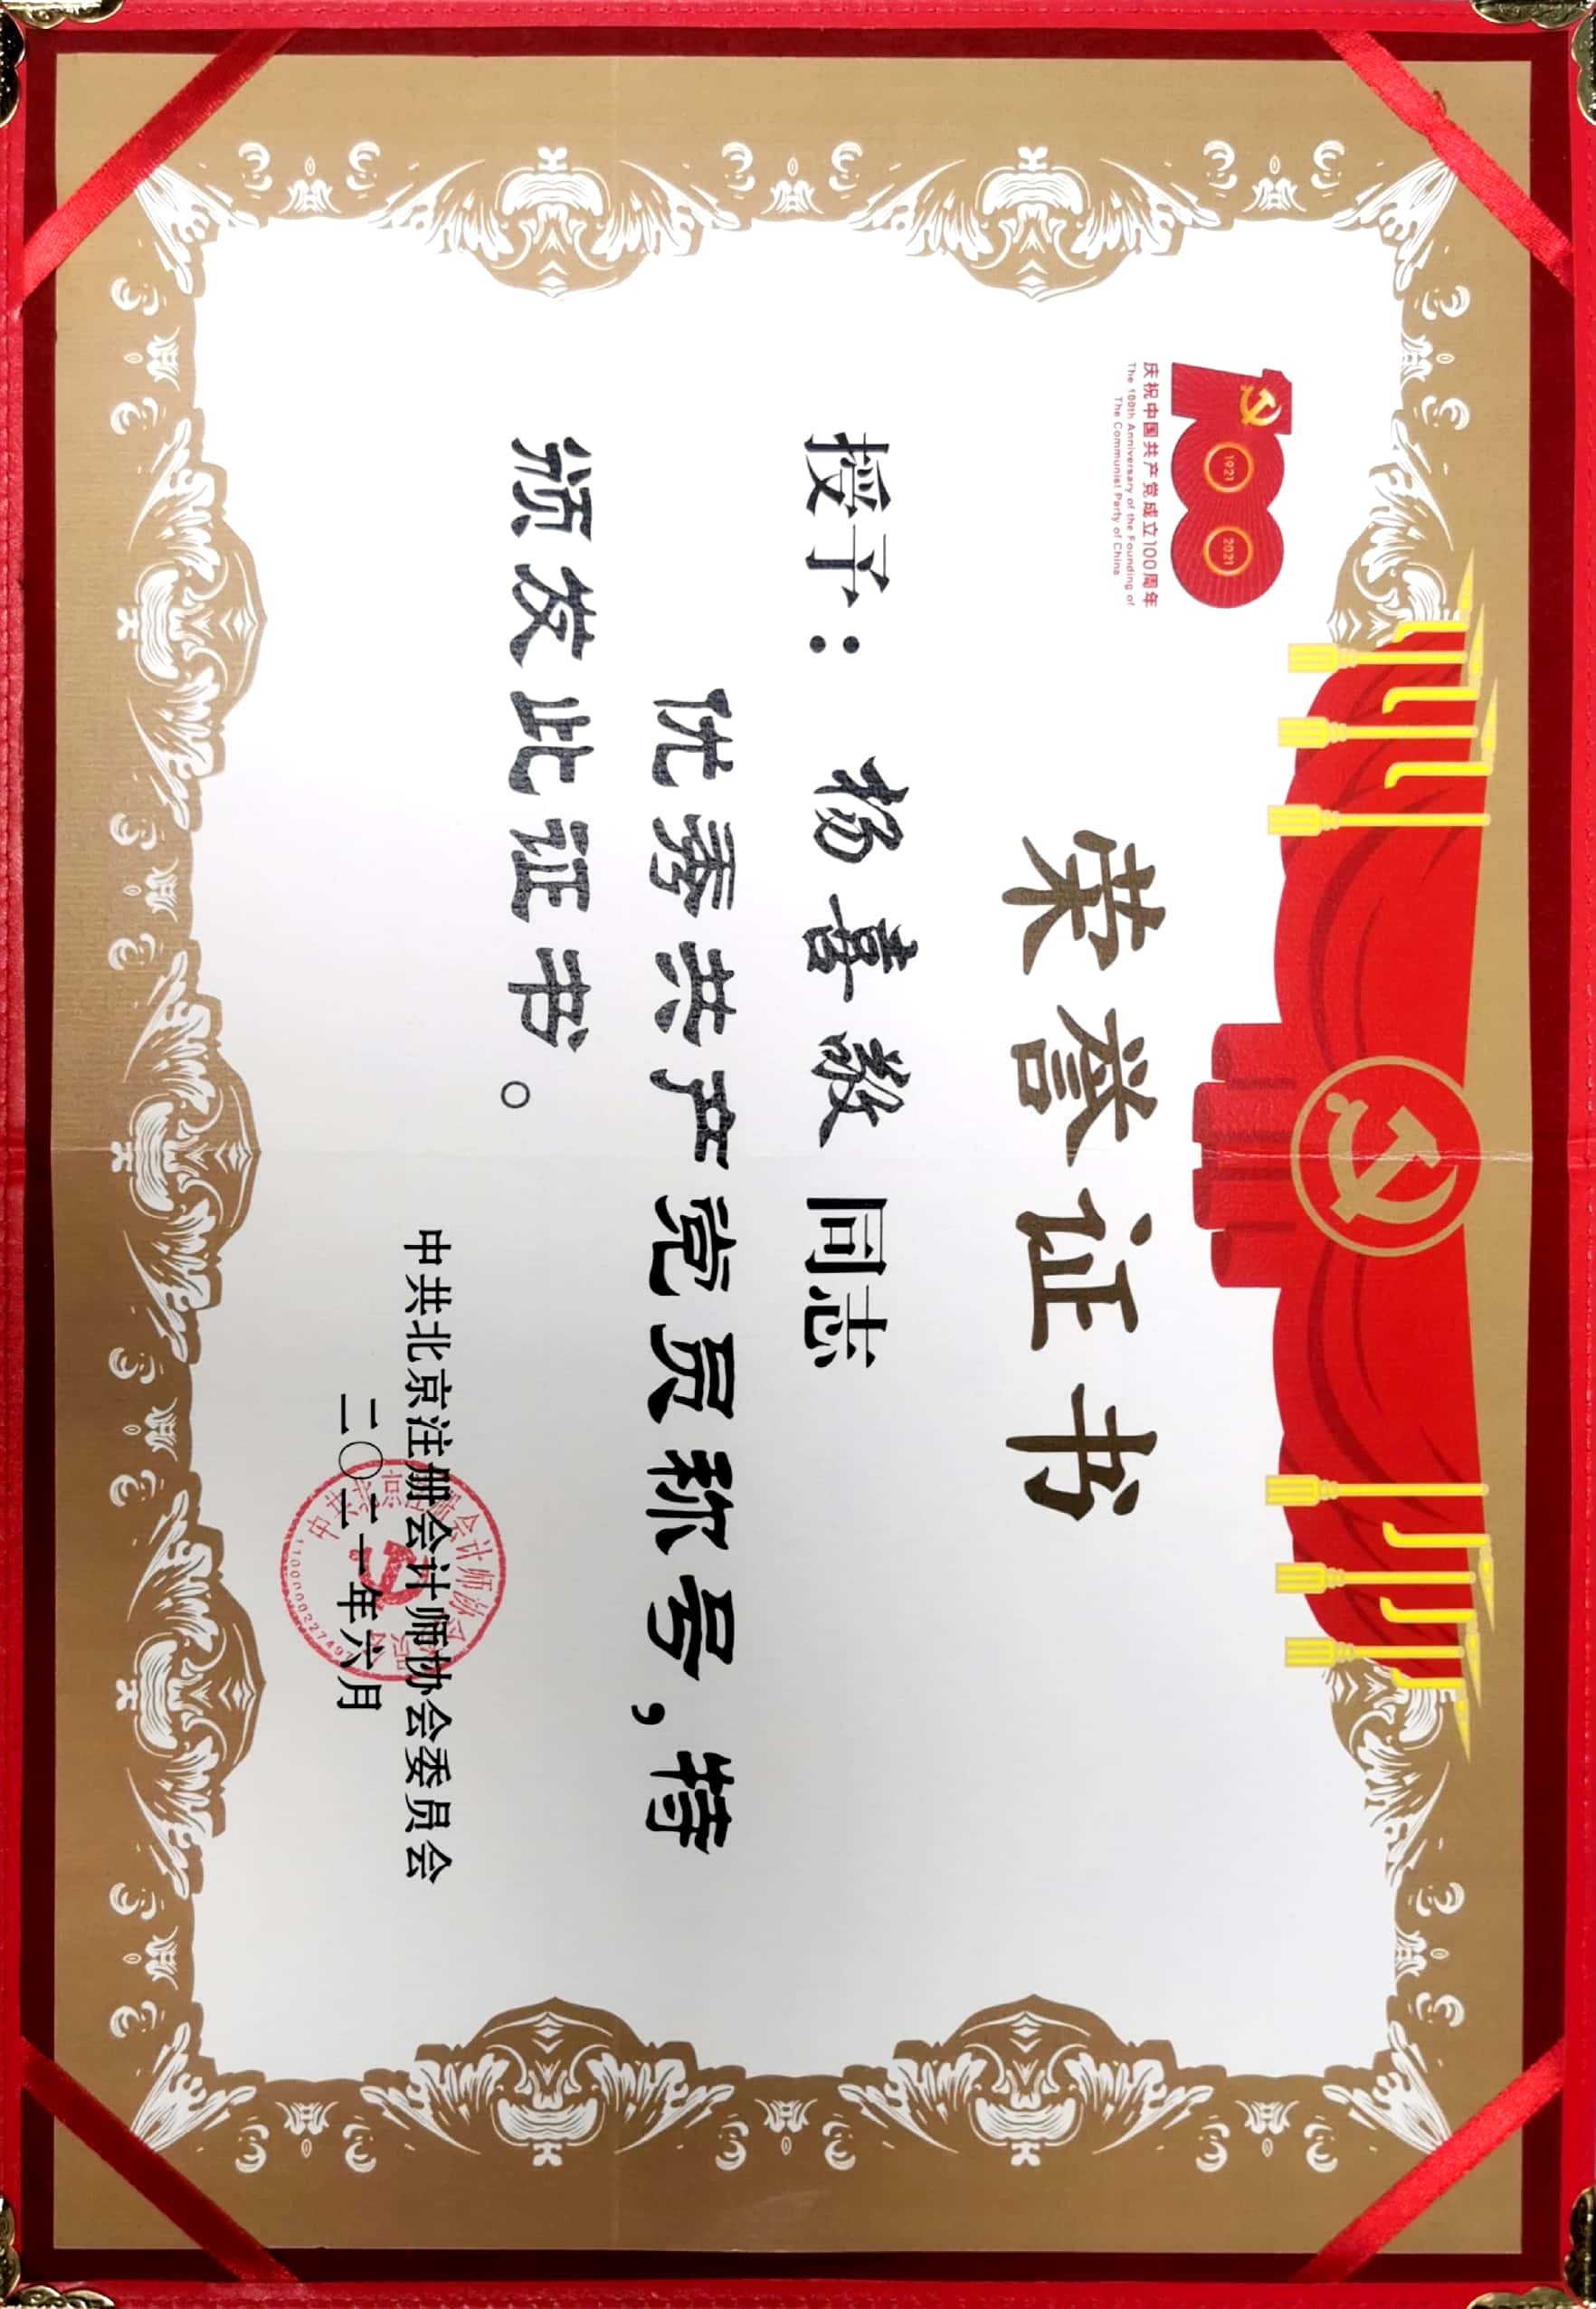 1921
2021
庆祝中国共产党成立100周年
The 100th Anniversary of the Founding of
The Communist Party of China
荣誉证书
授予： 杨喜毅 同志
优秀共产党员称号，特
颁发此证书。
中共北京注册会计师协会委员会
二〇二一年六月